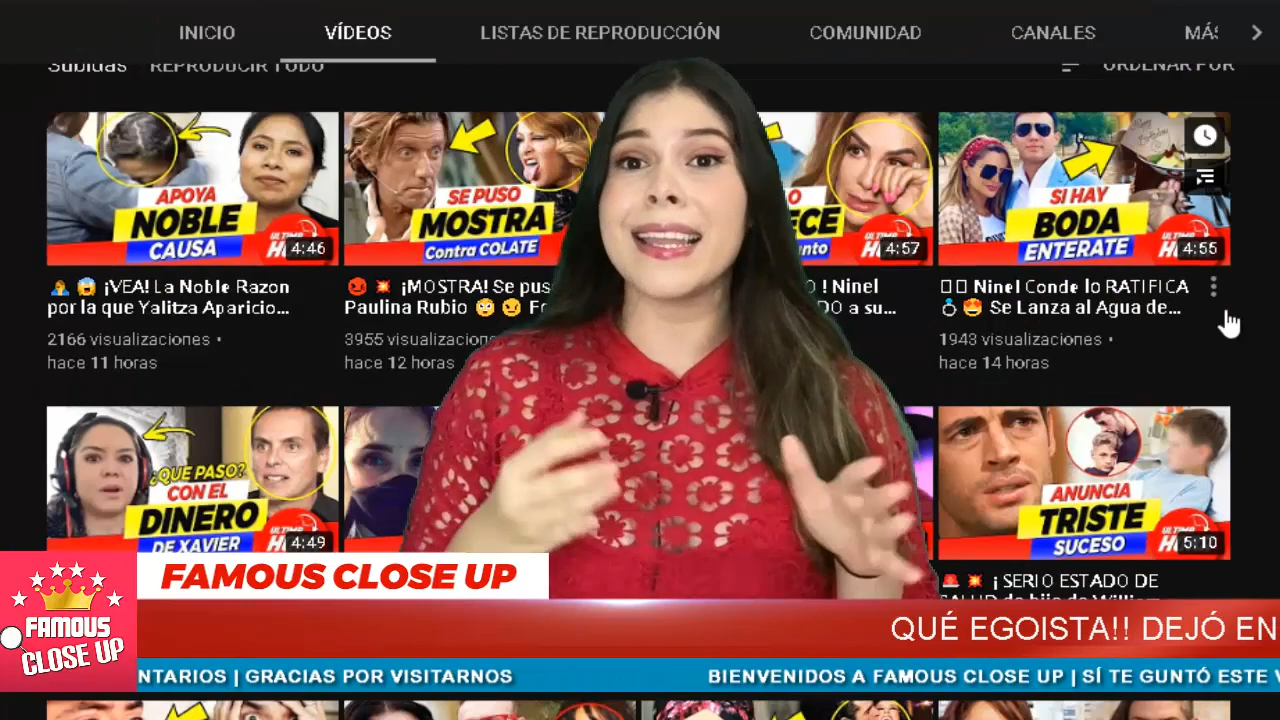 INICIO
VÍDEOS
LISTAS DE REPRODUCCIÓN
COMUNIDAD
CANALES
MÁS
Subidas
REPRODUCIR TODO
ORDENAR POR
APOYA
NOBLE
CAUSA
4:46
SE PUSO
MOSTRA
Contra COLATE
4:57
SI HAY
BODA
ENTERATE
4:55
¡VEA! La Noble Razon
por la que Yalitza Aparicio...
2166 visualizaciones •
hace 11 horas
¡MOSTRA! Se pus
Paulina Rubio
3955 visualizaciones
hace 12 horas
! Ninel
a su...
Ninel Conde lo RATIFICA
Se Lanza al Agua de...
1943 visualizaciones •
hace 14 horas
¿QUE PASO?
CON EL
DINERO
DE XAVIER
4:49
ANUNCIA
TRISTE
SUCESO
5:10
¡ SERIO ESTADO DE
FAMOUS CLOSE UP
FAMOUS
CLOSE UP
QUÉ EGOISTA!! DEJÓ EN
NTARIOS | GRACIAS POR VISITARNOS
BIENVENIDOS A FAMOUS CLOSE UP | SÍ TE GUNTÓ ESTE V